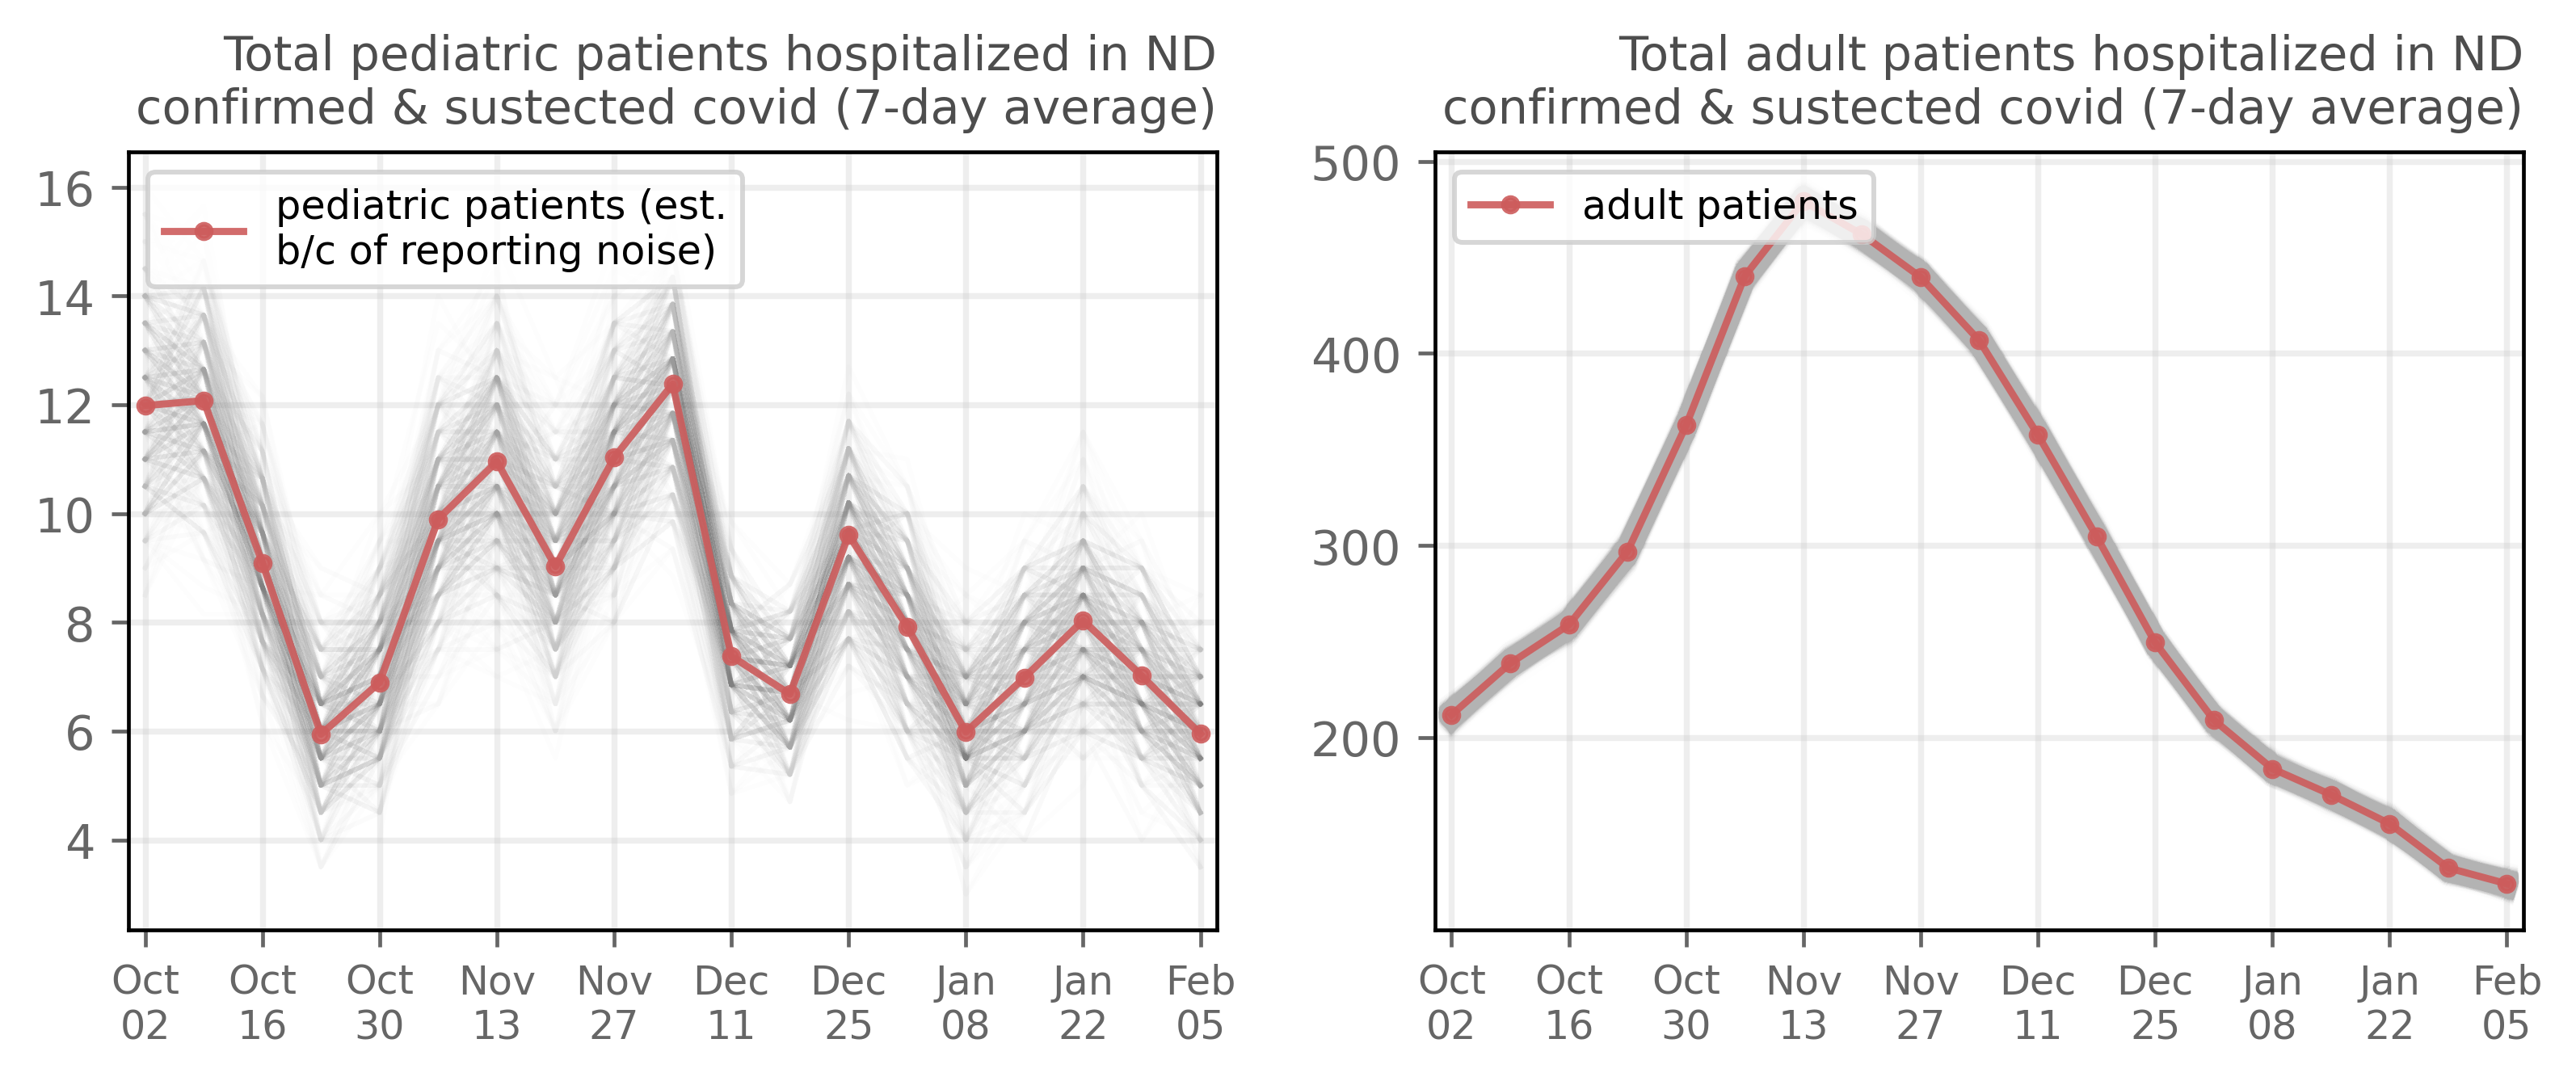 Total pediatric patients hospitalized in ND
confirmed & sustected covid (7-day average)
16
14
12
10
8
6
4
pediatric patients (est.
b/c of reporting noise)
Oct Oct Oct Nov Nov Dec Dec Jan Jan Feb
02 16 30 13 27 11 25 08 22 05
Total adult patients hospitalized in ND
confirmed & sustected covid (7-day average)
500
400
300
200
adult patients
Oct Oct Oct Nov Nov Dec Dec Jan Jan Feb
02 16 30 13 27 11 25 08 22 05